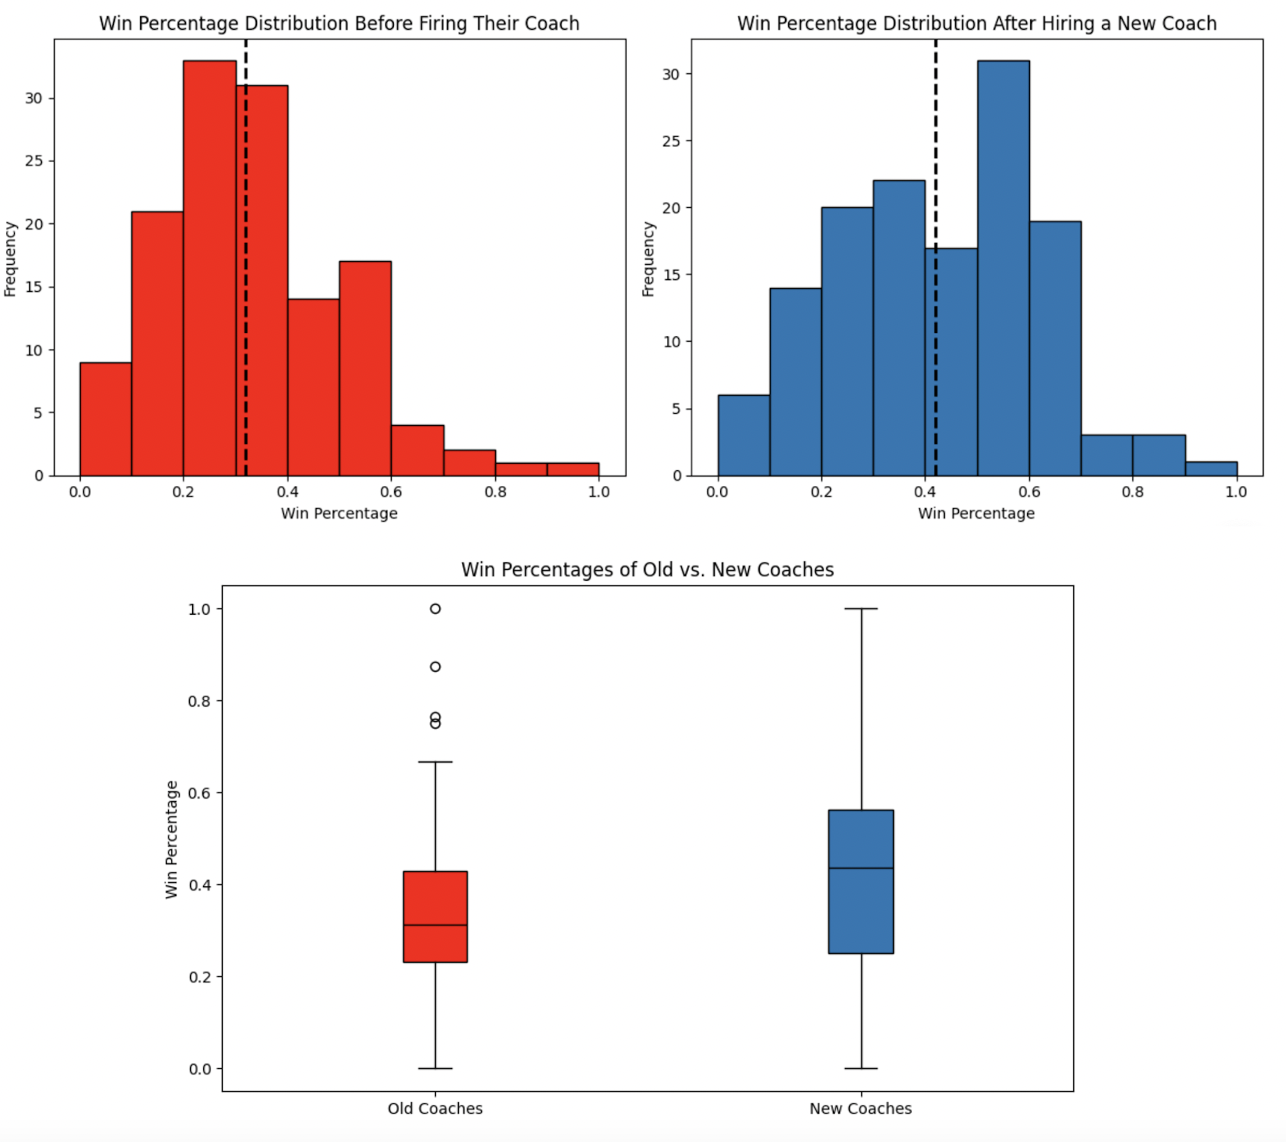 Win Percentage Distribution Before Firing Their Coach
30
25
20
15
10
5
0
Frequency
0.0 0.2 0.4 0.6 0.8 1.0
Win Percentage
Win Percentage Distribution After Hiring a New Coach
30
25
20
15
10
5
0
Frequency
0.0 0.2 0.4 0.6 0.8 1.0
Win Percentage
Win Percentages of Old vs. New Coaches
1.0
0.8
0.6
0.4
0.2
0.0
Win Percentage
Old Coaches New Coaches